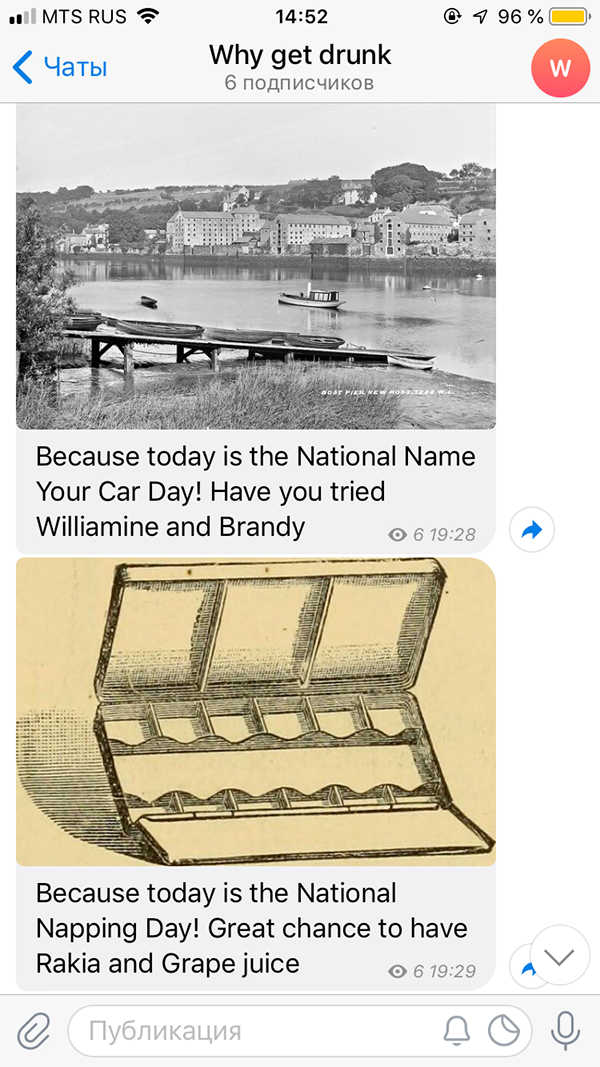 MTS RUS 14:52 96 %
Чаты
Why get drunk
6 подписчиков
W
BOAT PIER, NEW ROSS. 7224. W.L.
Because today is the National Name
Your Car Day! Have you tried
Williamine and Brandy
6 19:28
Because today is the National
Napping Day! Great chance to have
Rakia and Grape juice
6 19:29
Публикация